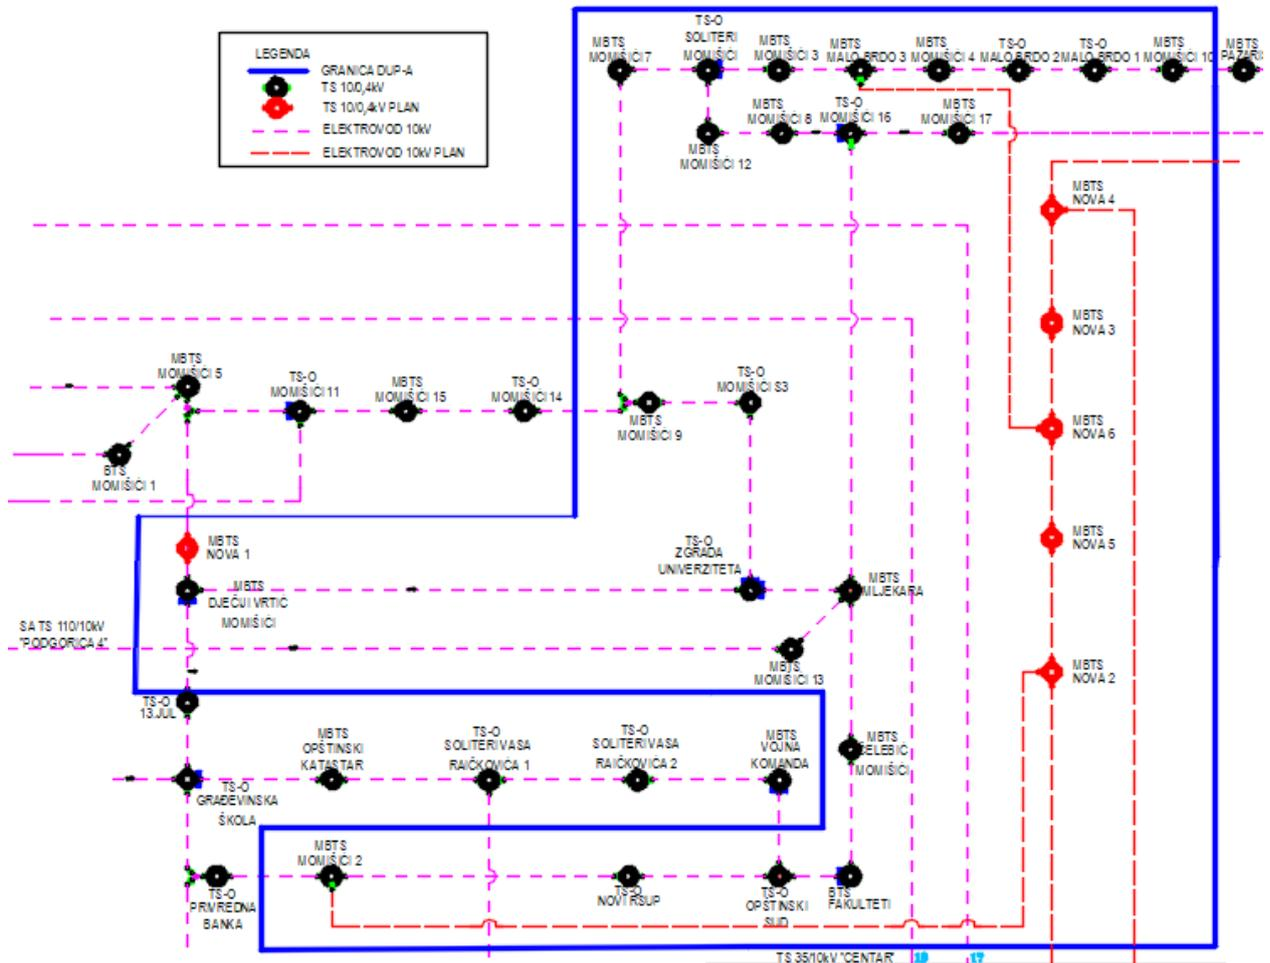 LEGENDA
GRANICA DUP-A
TS 10/0,4kV
TS 10/0,4kV PLAN
ELEKTROVOD 10kV
ELEKTROVOD 10kV PLAN
MBTS
MOMIŠIĆI 7
TS-O
SOLITERI
MOMIŠIĆI
MBTS
MOMIŠIĆI 3
MBTS
MALO BRDO 3
MBTS
MOMIŠIĆI 4
TS-O
MALO BRDO 2
TS-O
MALO BRDO 1
MBTS
MOMIŠIĆI 10
MBTS
MBTS
MOMIŠIĆI 12
MBTS
MOMIŠIĆI 8
TS-O
MOMIŠIĆI 16
MBTS
MOMIŠIĆI 17
MBTS
NOVA 4
MBTS
NOVA 3
MBTS
MOMIŠIĆI 5
TS-O
MOMIŠIĆI 11
MBTS
MOMIŠIĆI 15
TS-O
MOMIŠIĆI 14
MBTS
MOMIŠIĆI 9
TS-O
MOMIŠIĆI S3
MBTS
NOVA 6
BTS
MOMIŠIĆI 1
MBTS
NOVA 1
TS-O
ZGRADA
UNIVERZITETA
MBTS
NOVA 5
MBTS
DJEČIJI VRTIĆ
MOMIŠIĆI
MBTS
MLJEKARA
SA TS 110/10kV
"PODGORICA 4"
MBTS
MOMIŠIĆI 13
MBTS
NOVA 2
TS-O
13.JUL
MBTS
OPŠTINSKI
KATASTAR
TS-O
SOLITERI VASA
RAIČKOVIĆA 1
TS-O
SOLITERI VASA
RAIČKOVIĆA 2
MBTS
VOJNA
KOMANDA
MBTS
ČELEBIĆ
MOMIŠIĆI
TS-O
GRAĐEVINSKA
ŠKOLA
MBTS
MOMIŠIĆI 2
TS-O
PRIVREDNA
BANKA
TS-O
NOVI RSUP
TS-O
OPŠTINSKI
SUD
BTS
FAKULTETI
TS 35/10kV "CENTAR"
17